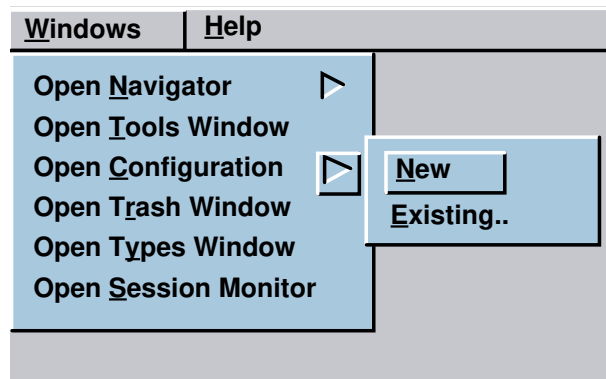 Windows Help
Open Navigator
Open Tools Window
Open Configuration
New
Open Trash Window
Existing..
Open Types Window
Open Session Monitor